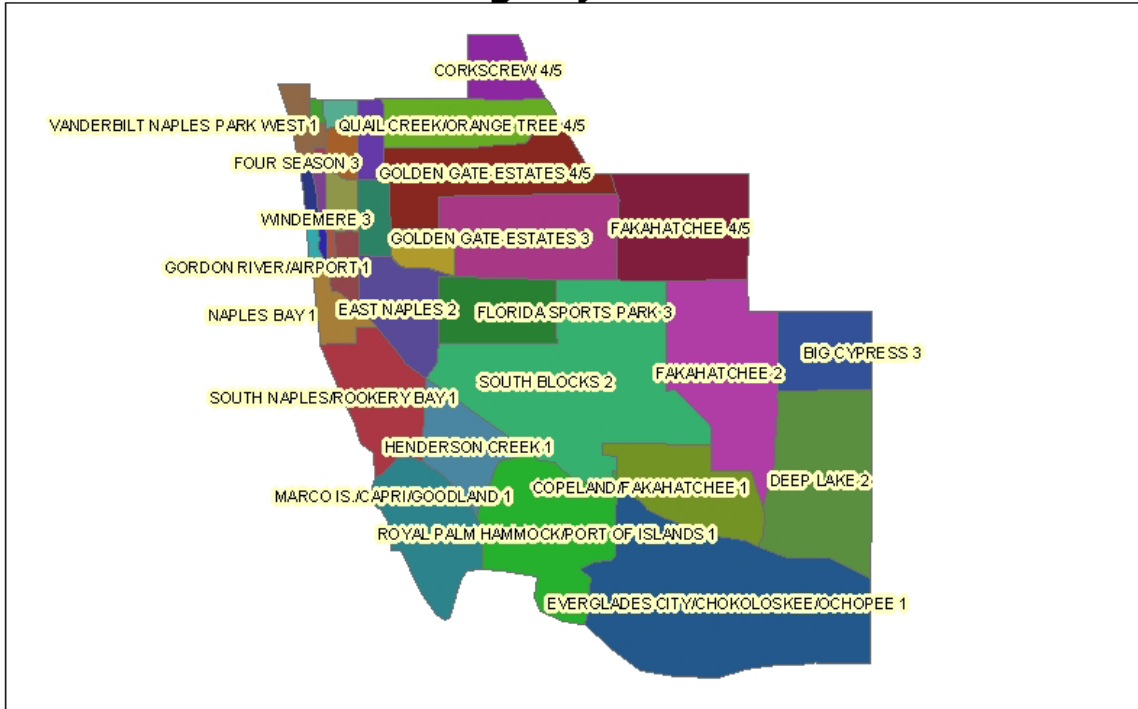 CORKSCREW 4/5
VANDERBILT NAPLES PARK WEST 1
QUAIL CREEK/ORANGE TREE 4/5
FOUR SEASON 3
GOLDEN GATE ESTATES 4/5
WINDEMERE 3
FAKAHATCHEE 4/5
GOLDEN GATE ESTATES 3
GORDON RIVER/AIRPORT 1
NAPLES BAY 1
EAST NAPLES 2
FLORIDA SPORTS PARK 3
BIG CYPRESS 3
FAKAHATCHEE 2
SOUTH BLOCKS 2
SOUTH NAPLES/ROOKERY BAY 1
HENDERSON CREEK 1
DEEP LAKE 2
COPELAND/FAKAHATCHEE 1
MARCO IS./CAPRI/GOODLAND 1
ROYAL PALM HAMMOCK/PORT OF ISLANDS 1
EVERGLADES CITY/CHOKOLOSKEE/OCHOPEE 1